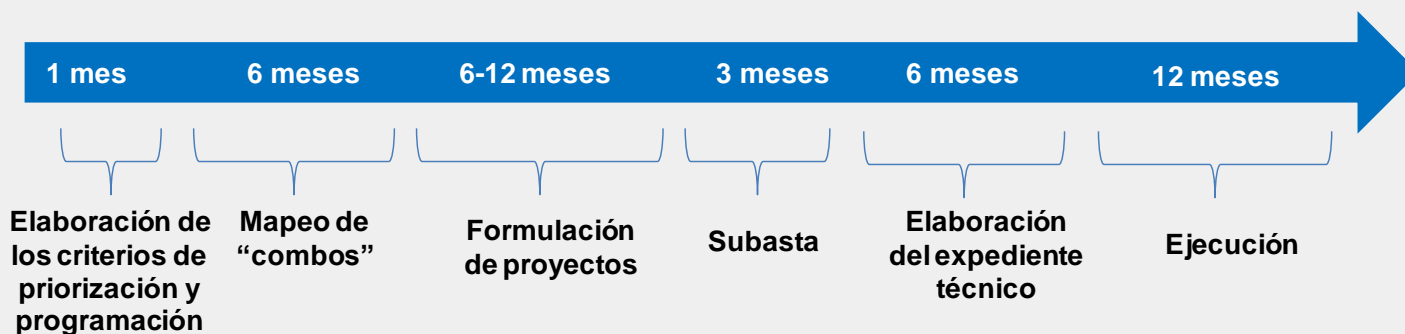 1 mes
6 meses
6-12 meses
3 meses
6 meses
12 meses
Elaboración de
los criterios de
priorización y
programación
Mapeo de
“combos”
Formulación
de proyectos
Subasta
Elaboración
del expediente
técnico
Ejecución